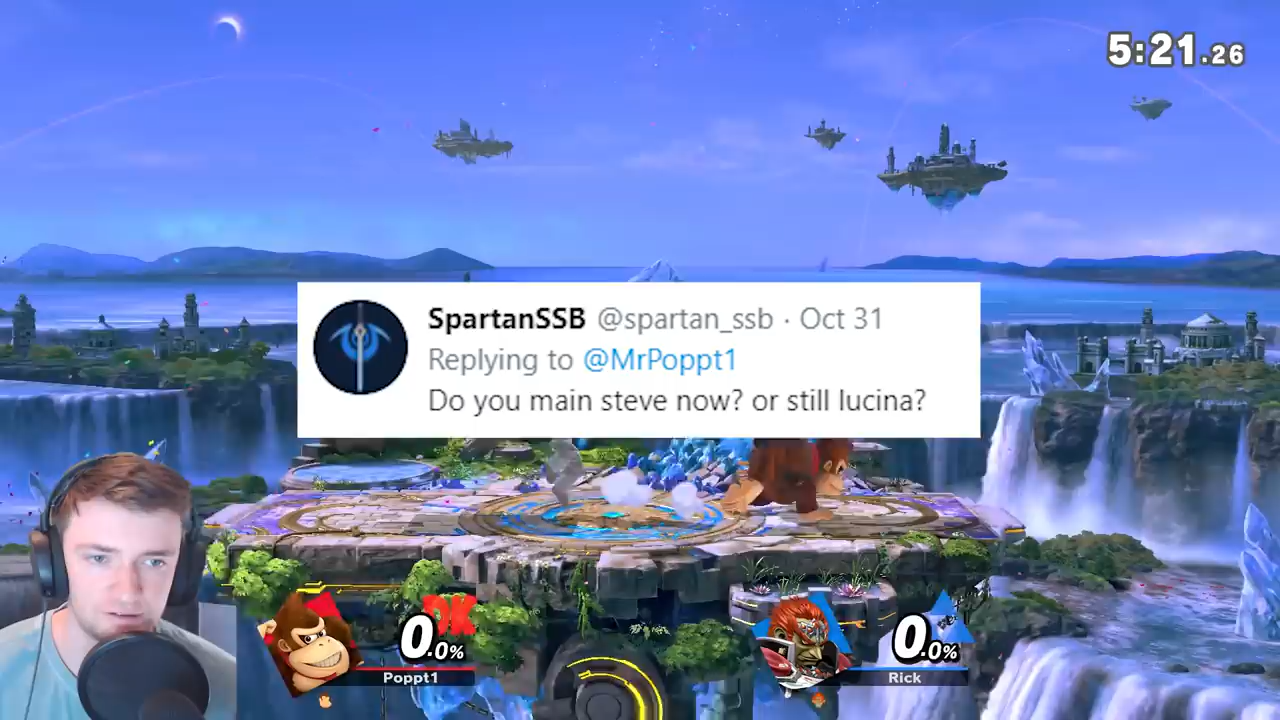 5:21.26
SpartanSSB @spartan_ssb · Oct 31
Replying to @MrPoppt1
Do you main steve now? or still lucina?
DK
0.0%
Poppt1
0.0%
Rick